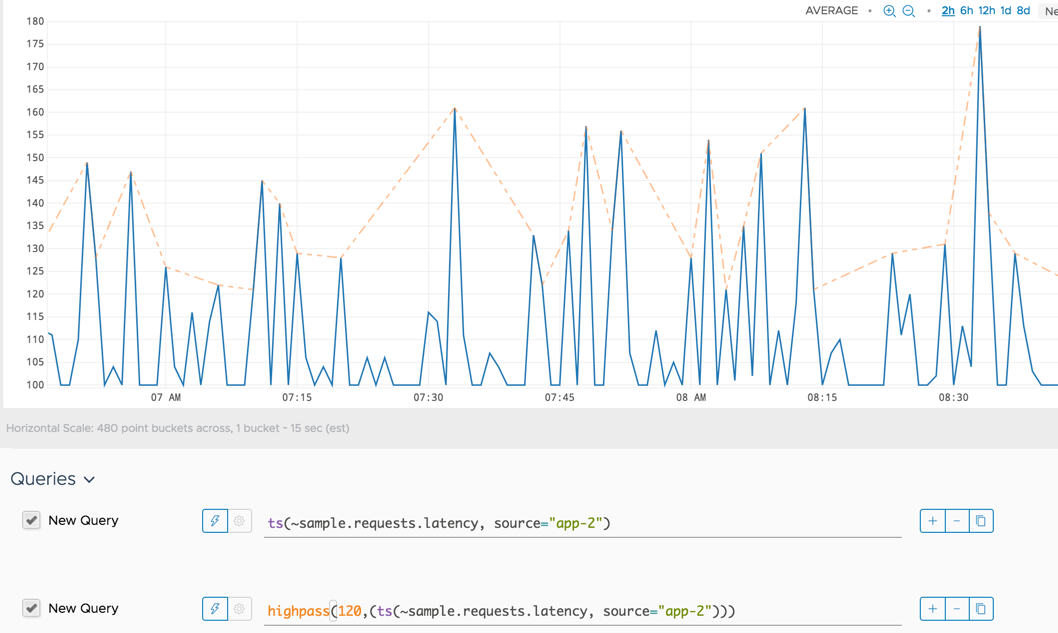 AVERAGE • • 2h 6h 12h 1d 8d Ne
180
175
170
165
160
155
150
145
140
135
130
125
120
115
110
105
100
07 AM 07:15 07:30 07:45 08 AM 08:15 08:30
Horizontal Scale: 480 point buckets across, 1 bucket - 15 sec (est)
Queries
New Query ts(~sample.requests.latency, source="app-2") + -
New Query highpass(120,(ts(~sample.requests.latency, source="app-2"))) + -